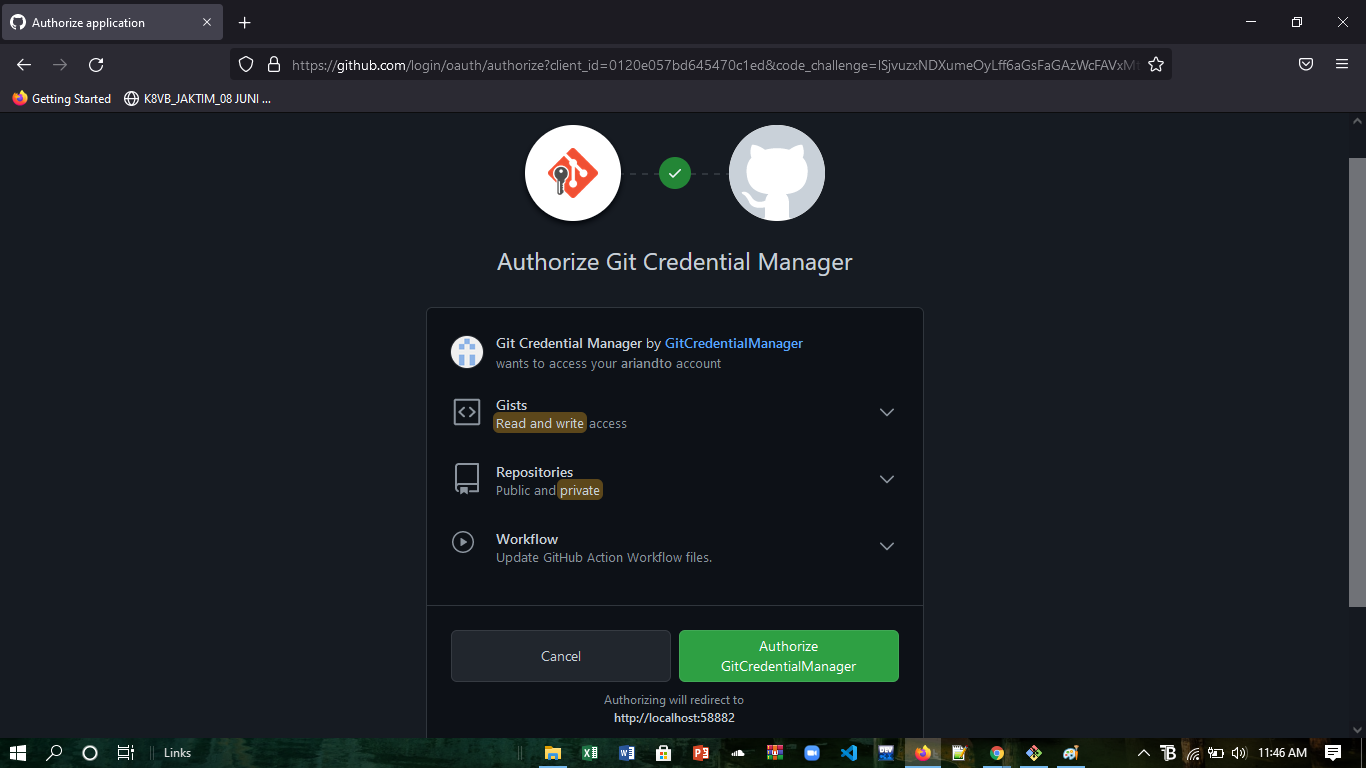 Authorize application
https://github.com/login/oauth/authorize?client_id=0120e057bd645470c1ed&code_challenge=
Getting Started
K8VB_JAKTIM_08 JUNI ...
Authorize Git Credential Manager
Git Credential Manager by GitCredentialManager
wants to access your ariandto account
Gists
Read and write access
Repositories
Public and private
Workflow
Update GitHub Action Workflow files.
Cancel
Authorize
GitCredentialManager
Authorizing will redirect to
http://localhost:58882
Links
11:46 AM